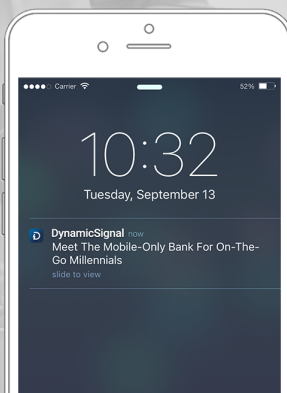 Carrier 52%
10:32
Tuesday, September 13
DynamicSignal now
Meet The Mobile-Only Bank For On-The-
Go Millennials
slide to view